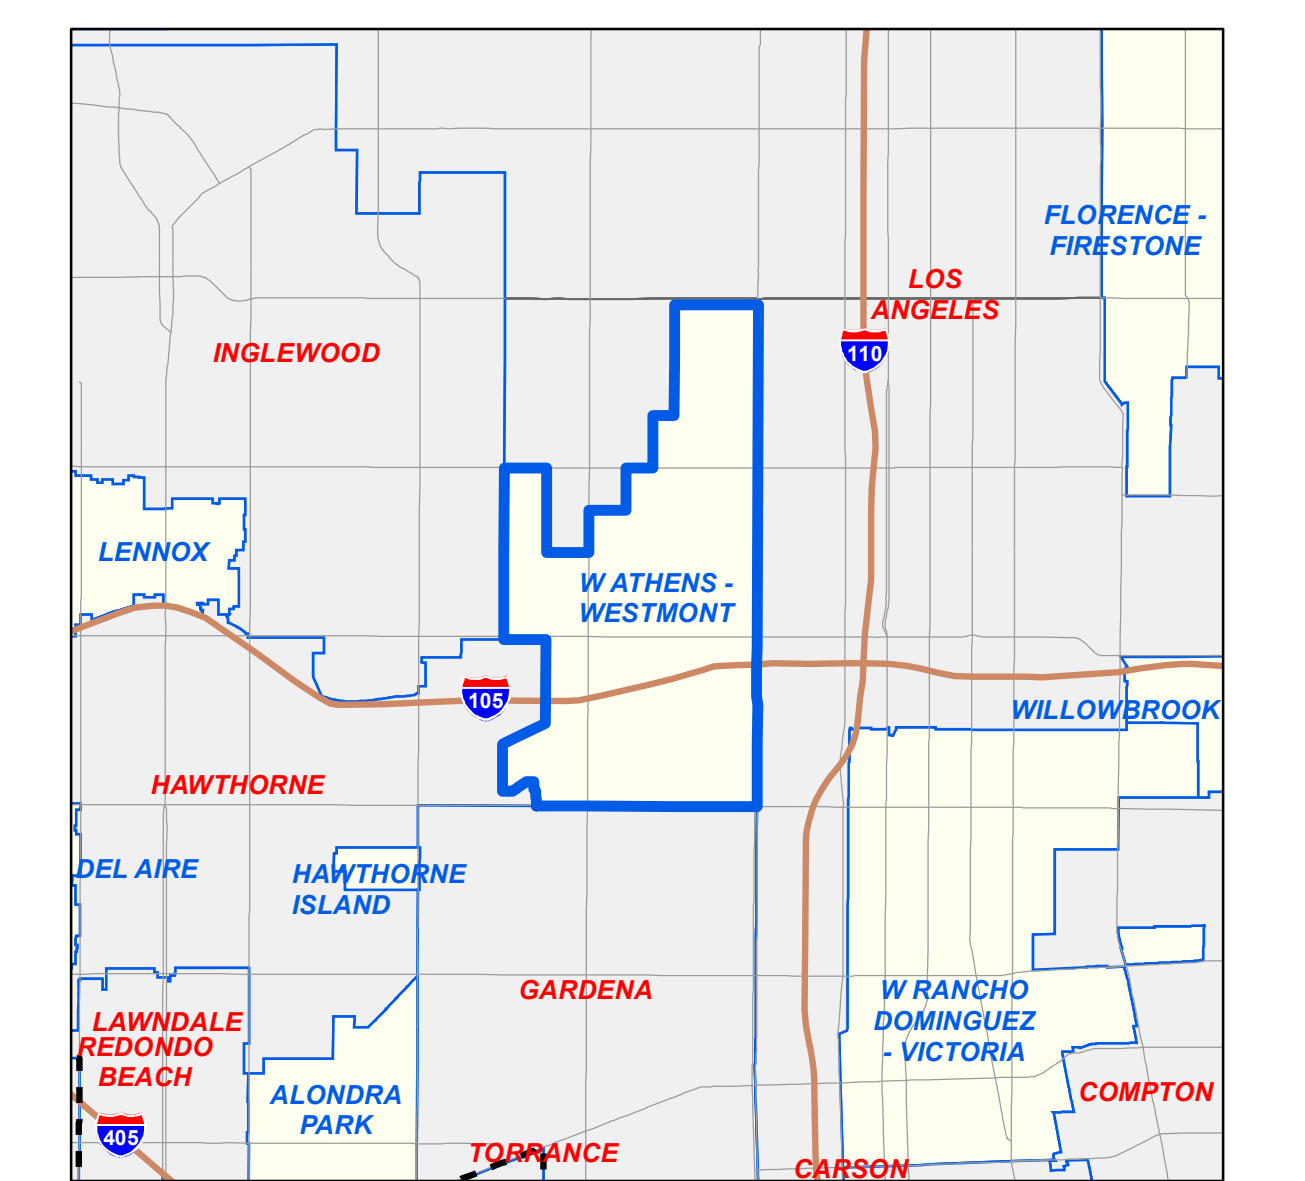 FLORENCE -
FIRESTONE
LOS
ANGELES
INGLEWOOD
110
LENNOX
W ATHENS -
WESTMONT
105
WILLOWBROOK
HAWTHORNE
DEL AIRE
HAWTHORNE
ISLAND
GARDENA
W RANCHO
DOMINGUEZ
- VICTORIA
LAWNDALE
REDONDO
BEACH
ALONDRA
PARK
COMPTON
405
TORRANCE
CARSON